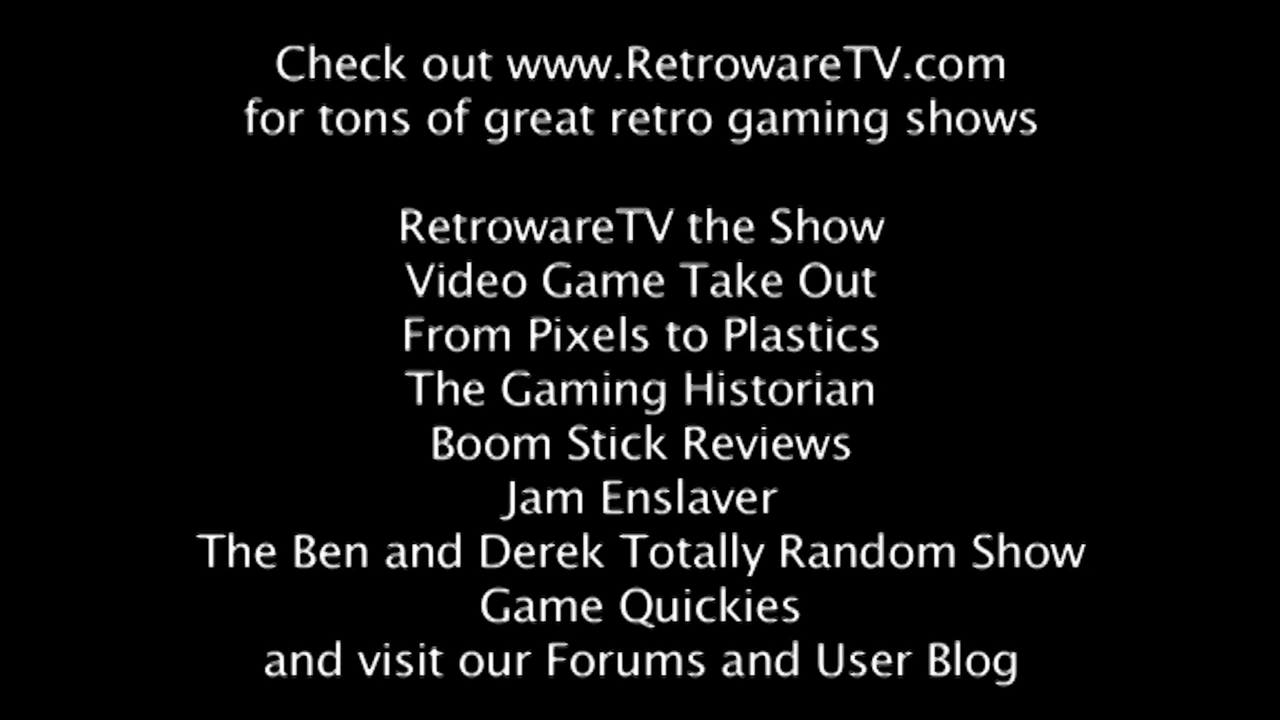 Check out www.RetrowareTV.com
for tons of great retro gaming shows
RetrowareTV the Show
Video Game Take Out
From Pixels to Plastics
The Gaming Historian
Boom Stick Reviews
Jam Enslaver
The Ben and Derek Totally Random Show
Game Quickies
and visit our Forums and User Blog